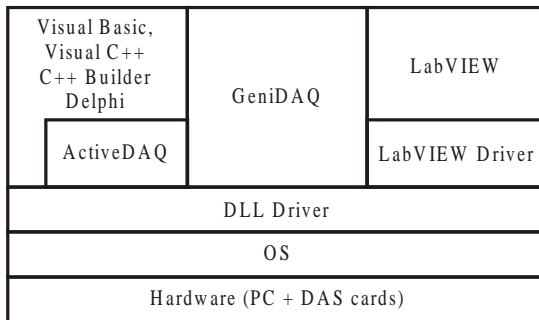 Visual Basic,
Visual C++
C++ Builder
Delphi
ActiveDAQ
GeniDAQ
LabVIEW
LabVIEW Driver
DLL Driver
OS
Hardware (PC + DAS cards)